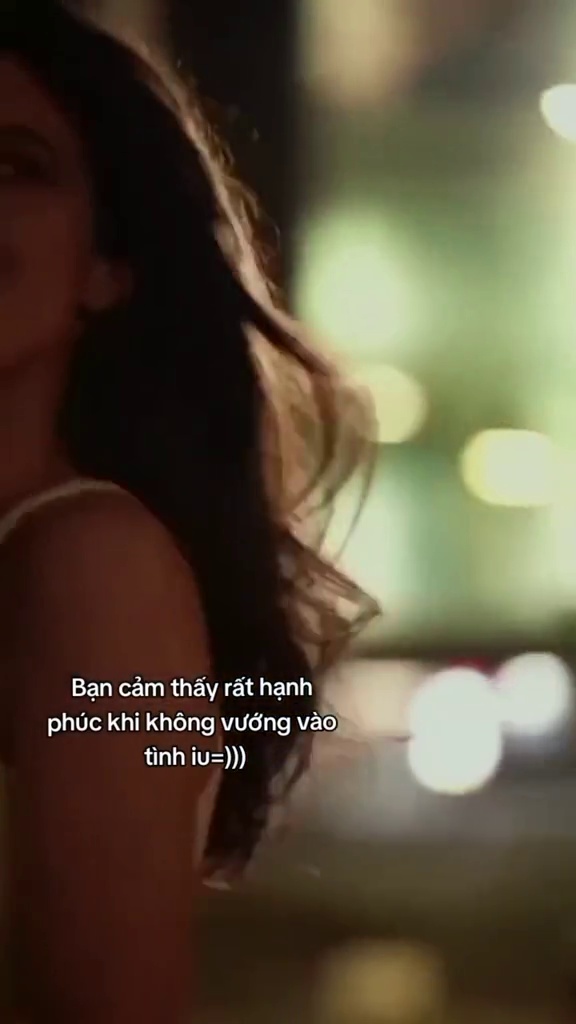 Bạn cảm thấy rất hạnh
phúc khi không vướng vào
tình iu=)))